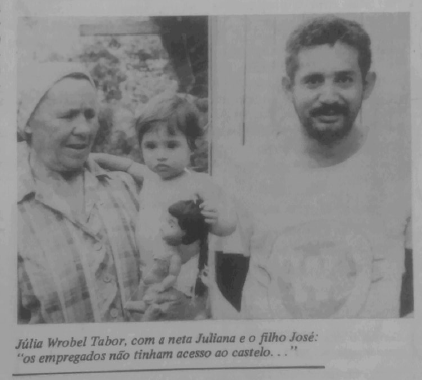 Júlia Wrobel Tabor, com a neta Juliana e o filho José:
"os empregados não tinham acesso ao castelo. . ."